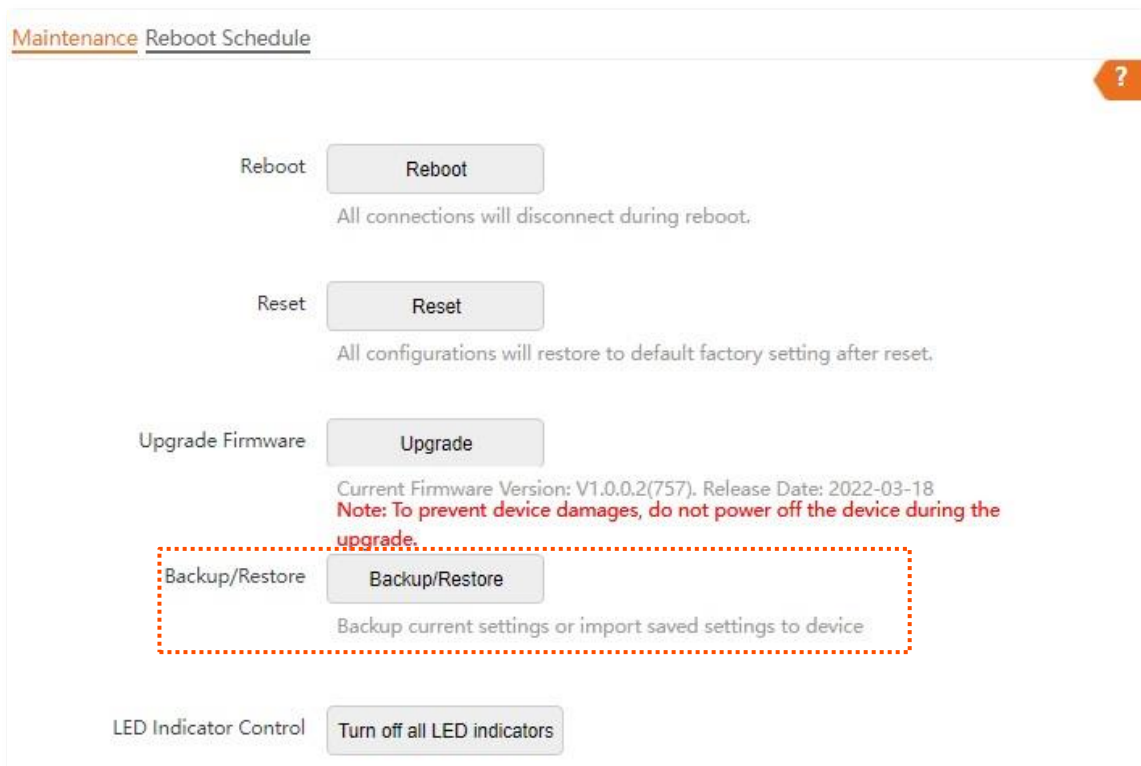 Maintenance Reboot Schedule
?
Reboot Reboot
All connections will disconnect during reboot.
Reset Reset
All configurations will restore to default factory setting after reset.
Upgrade Firmware Upgrade
Current Firmware Version: V1.0.0.2(757). Release Date: 2022-03-18
Note: To prevent device damages, do not power off the device during the
upgrade.
Backup/Restore Backup/Restore
Backup current settings or import saved settings to device
LED Indicator Control Turn off all LED indicators